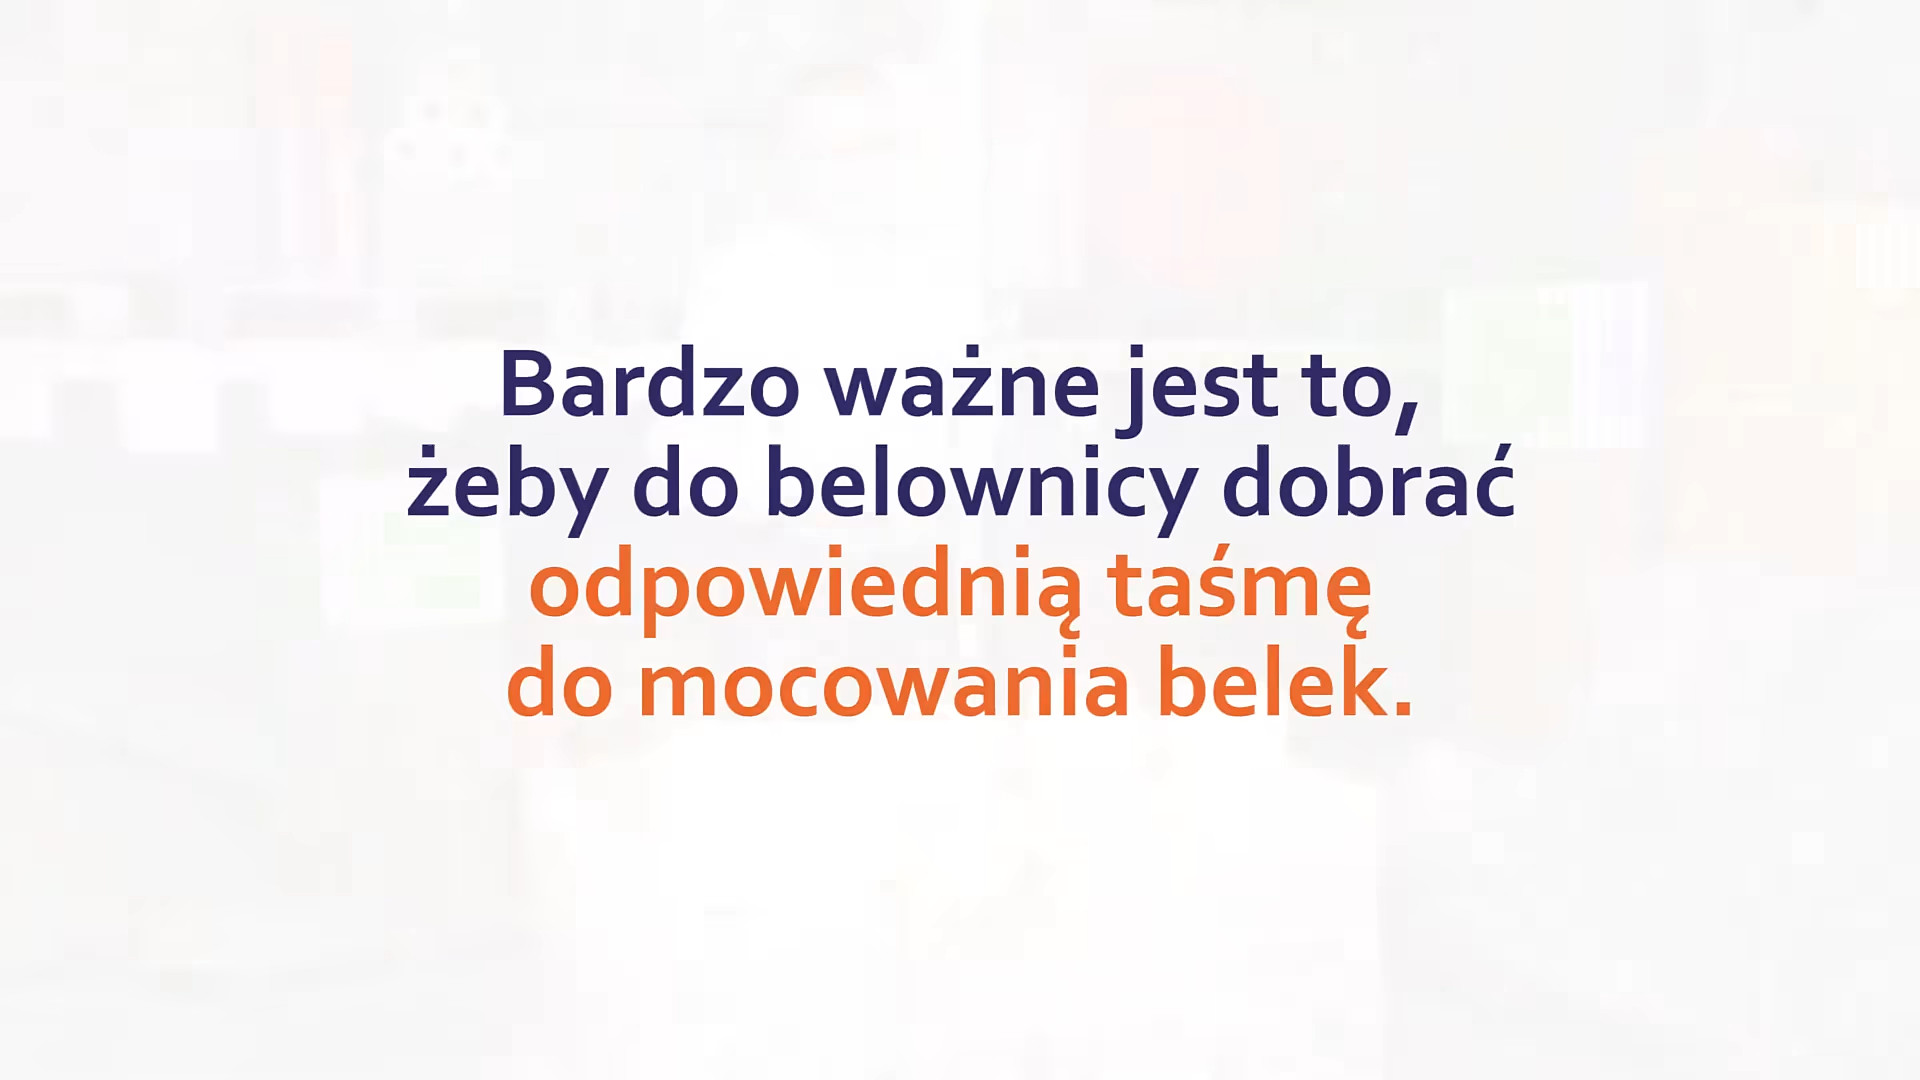 Bardzo ważne jest to,
żeby do belownicy dobrać
odpowiednią taśmę
do mocowania belek.